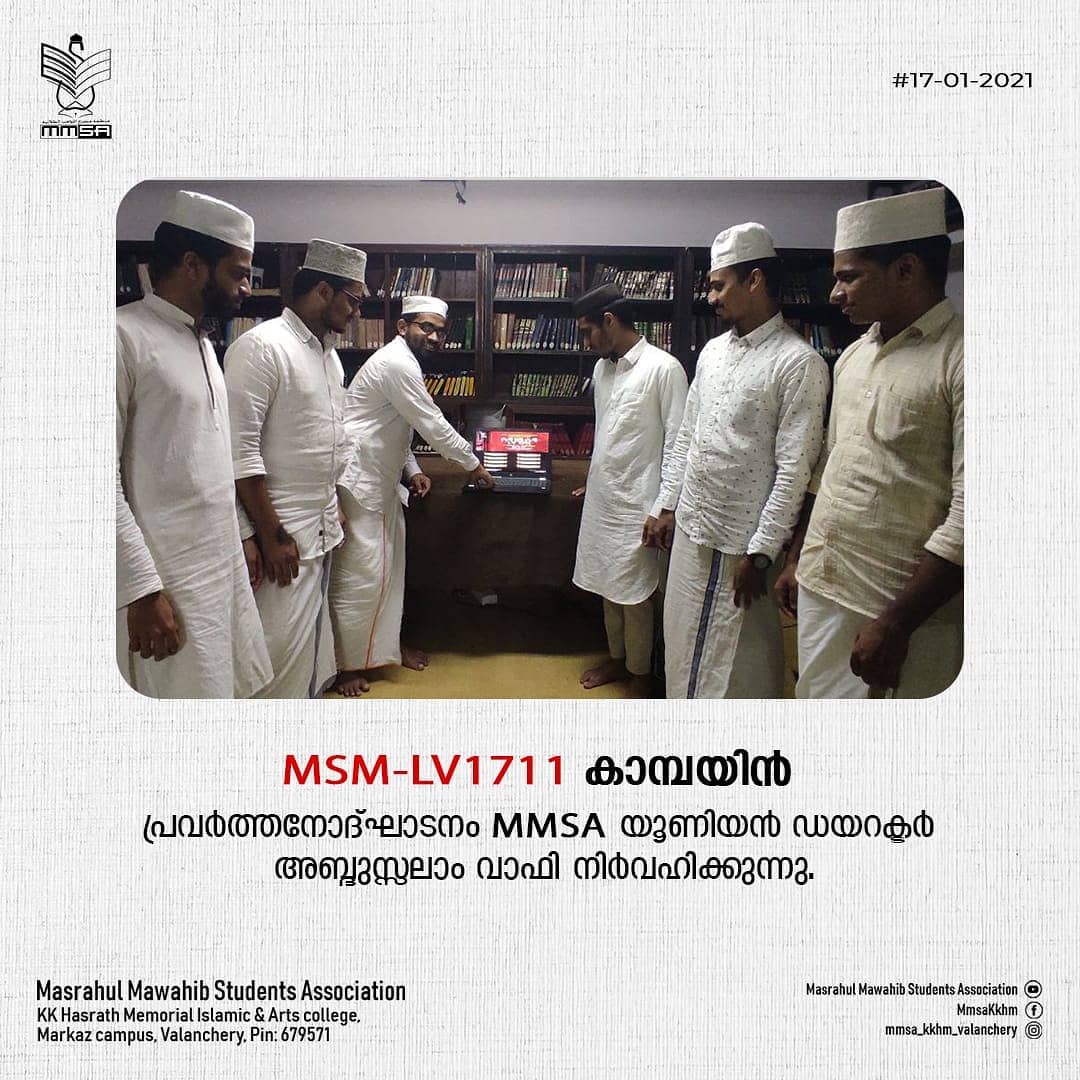 mmsa
#17-01-2021
MSM-LV1711 കാമ്പയിൻ
പ്രവർത്തനോദ്ഘാടനം MMSA യൂണിയൻ ഡയറക്ടർ
അബ്ദുസ്സലാം വാഫി നിർവഹിക്കുന്നു.
Masrahul Mawahib Students Association
KK Hasrath Memorial Islamic & Arts college,
Markaz campus, Valanchery, Pin: 679571
Masrahul Mawahib Students Association
MmsaKkhm
mmsa_kkhm_valanchery